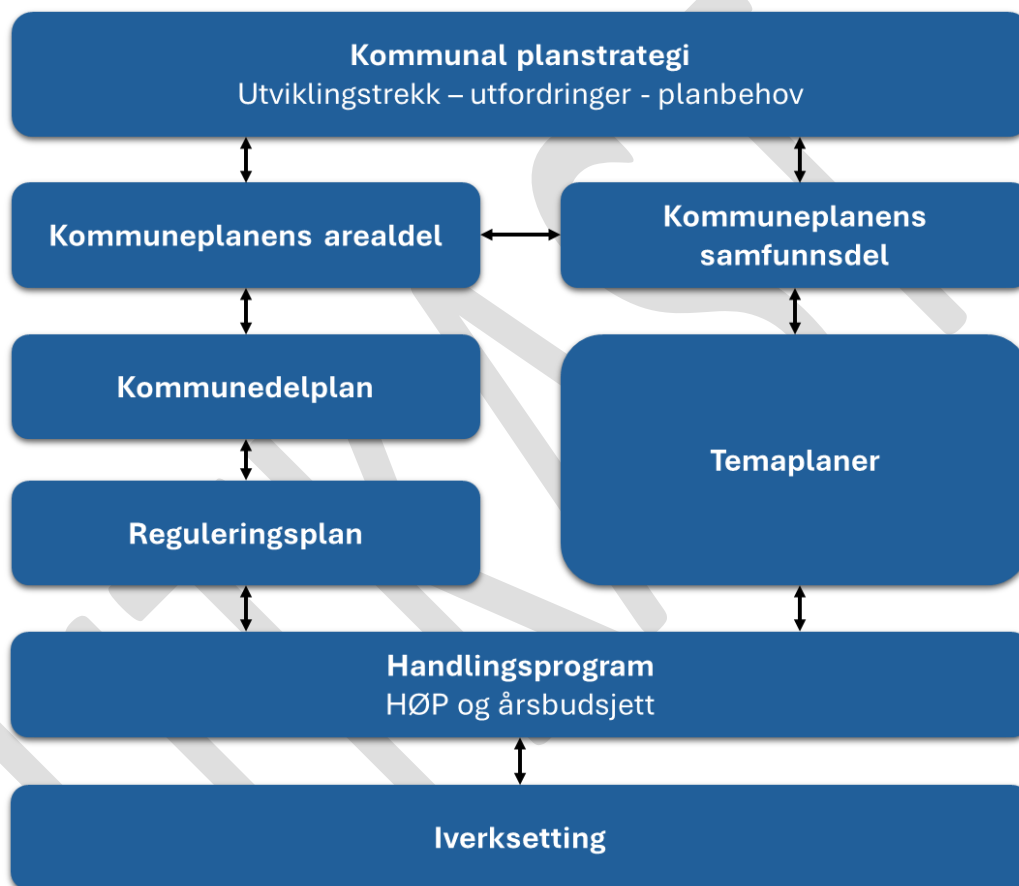 Kommunal planstrategi
Utviklingstrekk – utfordringer - planbehov
Kommuneplanens arealdel
Kommuneplanens
samfunnsdel
Kommunedelplan
Temaplaner
Reguleringsplan
Handlingsprogram
HØP og årsbudsjett
Iverksetting